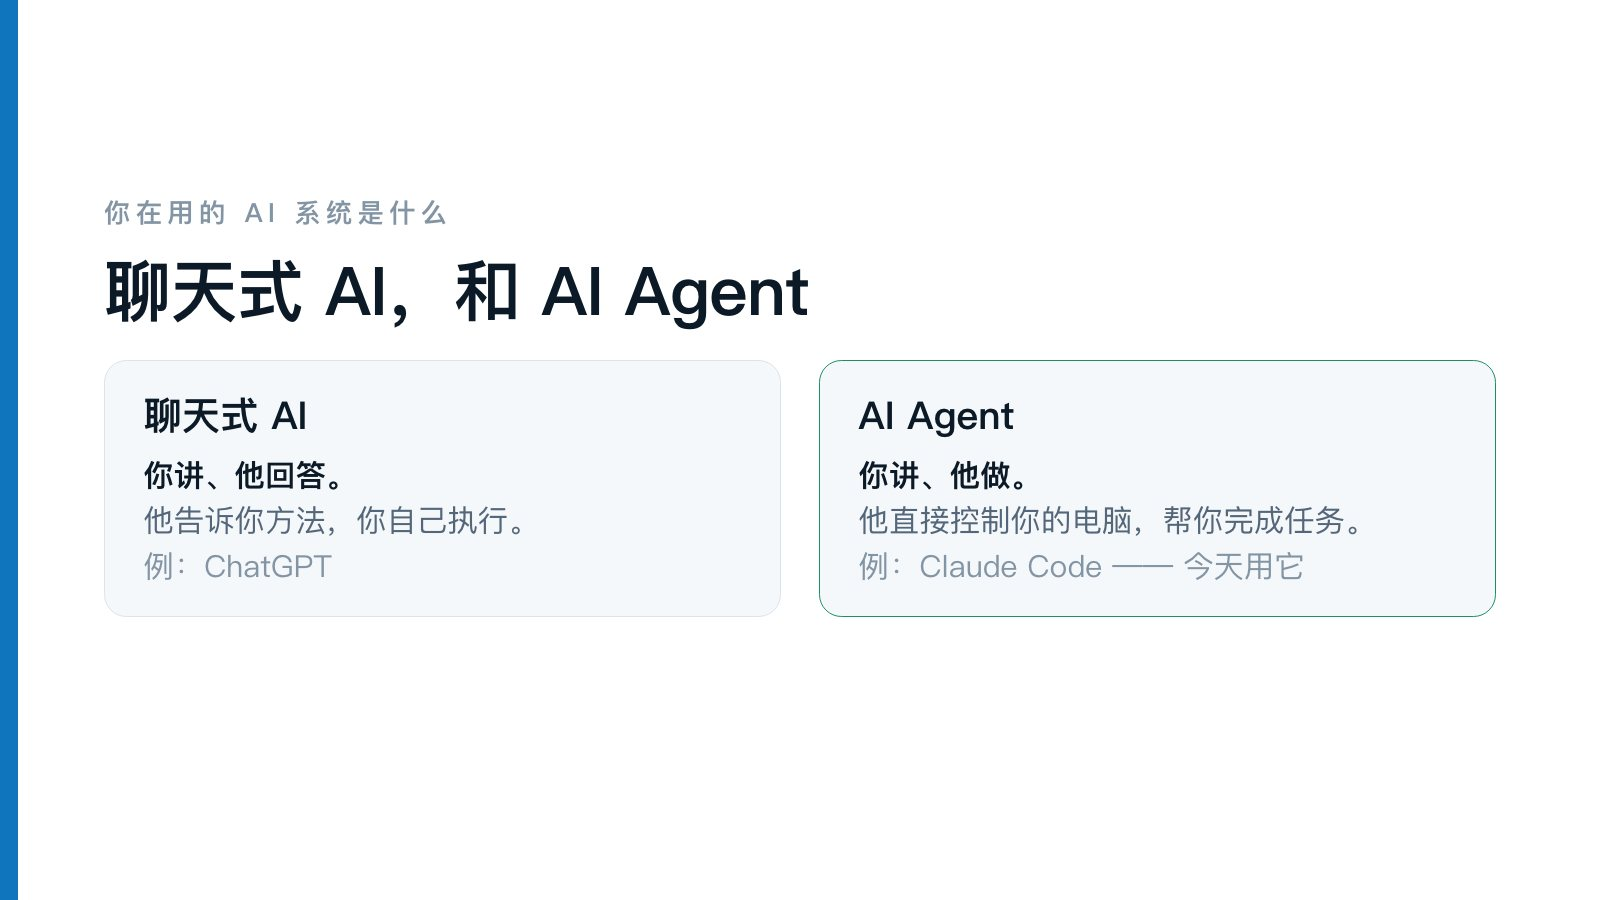 你在用的 AI 系统是什么
聊天式 AI，和 AI Agent
聊天式 AI
你讲、他回答。
他告诉你方法，你自己执行。
例：ChatGPT
AI Agent
你讲、他做。
他直接控制你的电脑，帮你完成任务。
例：Claude Code —— 今天用它